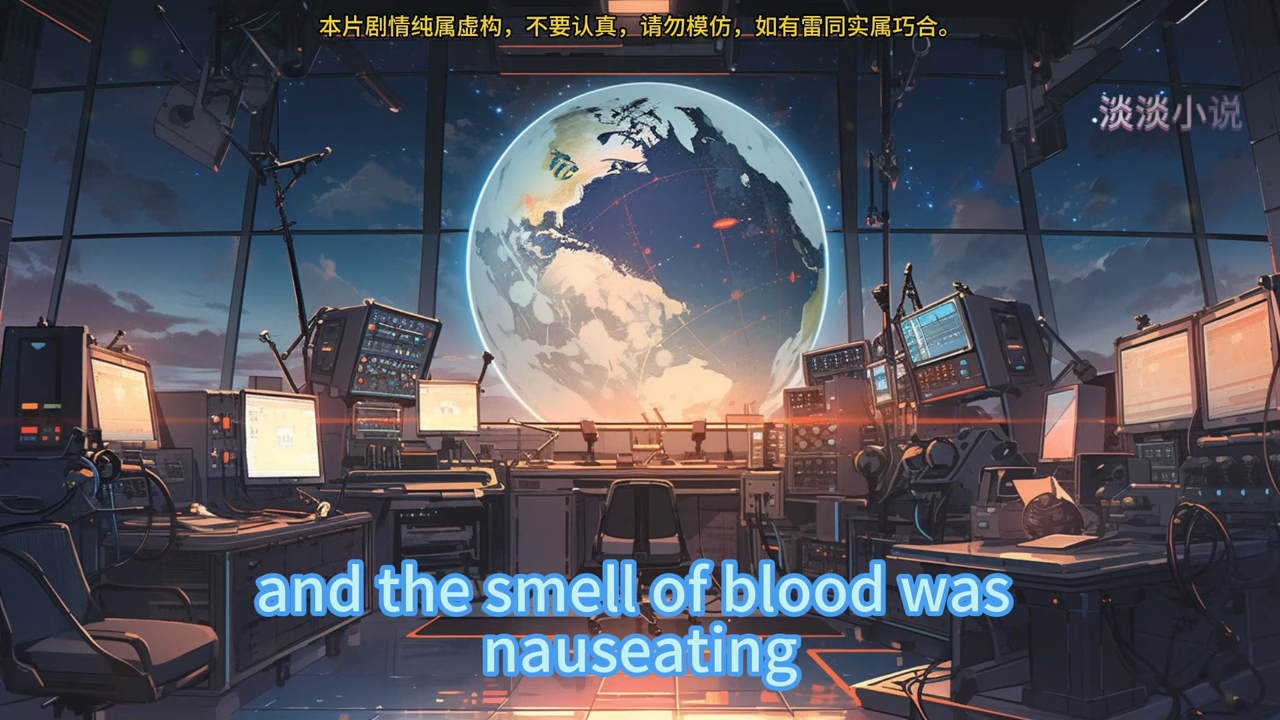 本片剧情纯属虚构，不要认真，请勿模仿，如有雷同实属巧合。
淡淡小说
and the smell of blood was
nauseating